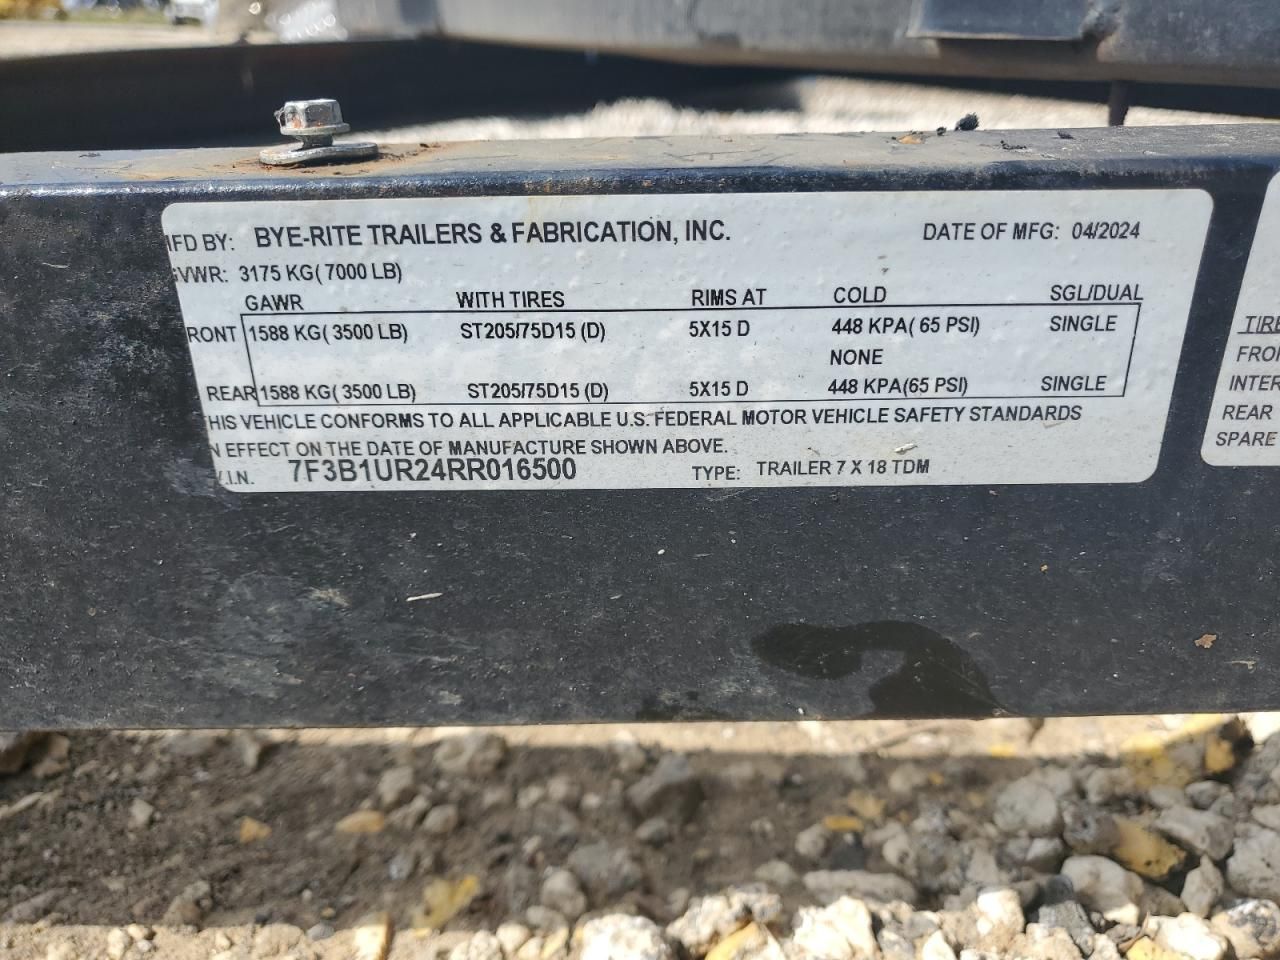 MFD BY: BYE-RITE TRAILERS & FABRICATION, INC. DATE OF MFG: 04/2024
GVWR: 3175 KG( 7000 LB)
GAWR WITH TIRES RIMS AT COLD SGL/DUAL
RONT 1588 KG( 3500 LB) ST205/75D15 (D) 5X15 D 448 KPA( 65 PSI) SINGLE
NONE
REAR 1588 KG( 3500 LB) ST205/75D15 (D) 5X15 D 448 KPA(65 PSI) SINGLE
HIS VEHICLE CONFORMS TO ALL APPLICABLE U.S. FEDERAL MOTOR VEHICLE SAFETY STANDARDS
N EFFECT ON THE DATE OF MANUFACTURE SHOWN ABOVE.
V.I.N. 7F3B1UR24RR016500 TYPE: TRAILER 7 X 18 TDM
TIRE
FRO
INTER
REAR
SPARE